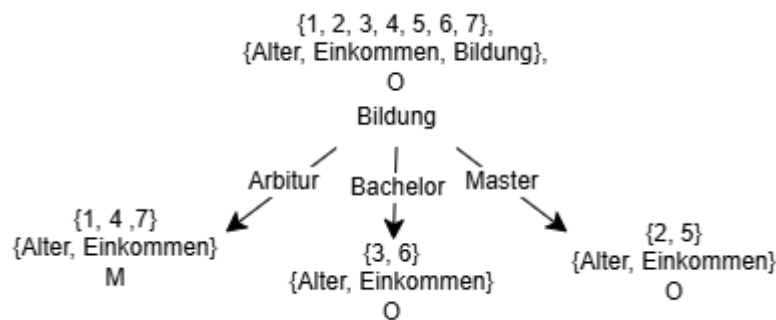 {1, 2, 3, 4, 5, 6, 7},
{Alter, Einkommen, Bildung},
O
Bildung
Arbitur
Bachelor
Master
{1, 4 ,7}
{Alter, Einkommen}
M
{3, 6}
{Alter, Einkommen}
O
{2, 5}
{Alter, Einkommen}
O